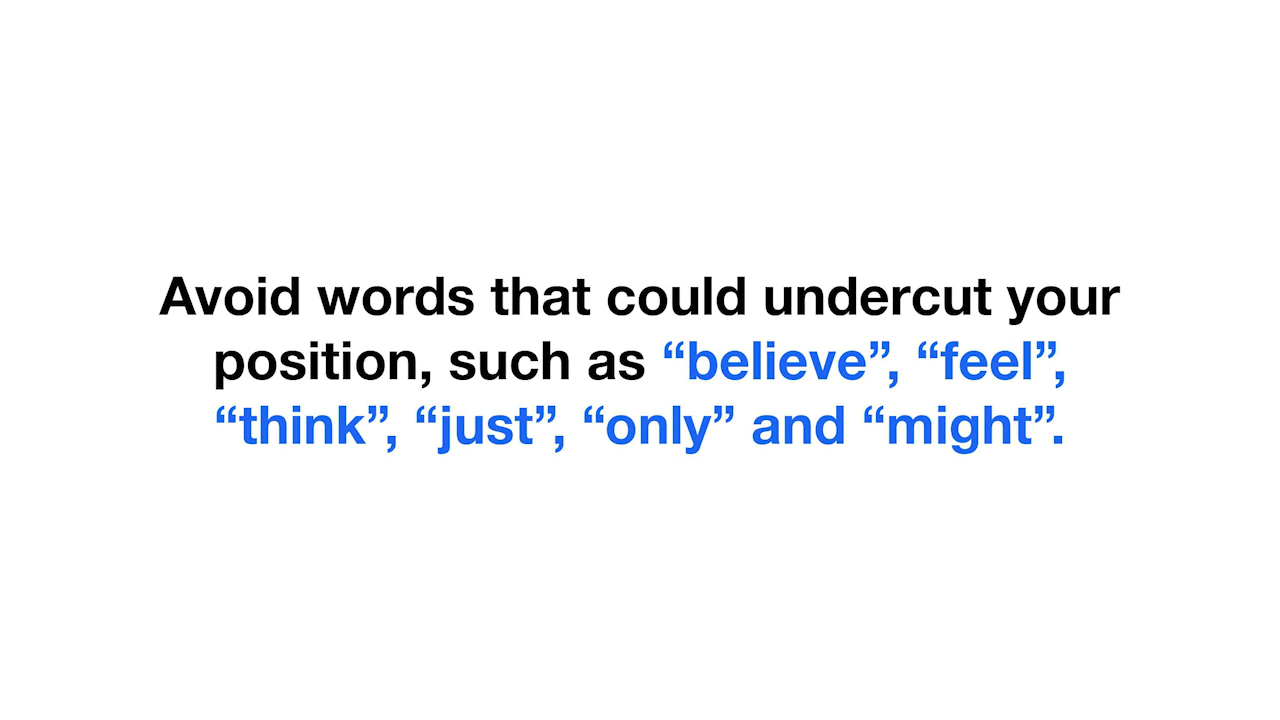 Avoid words that could undercut your
position, such as “believe”, “feel”,
“think”, “just”, “only” and “might”.